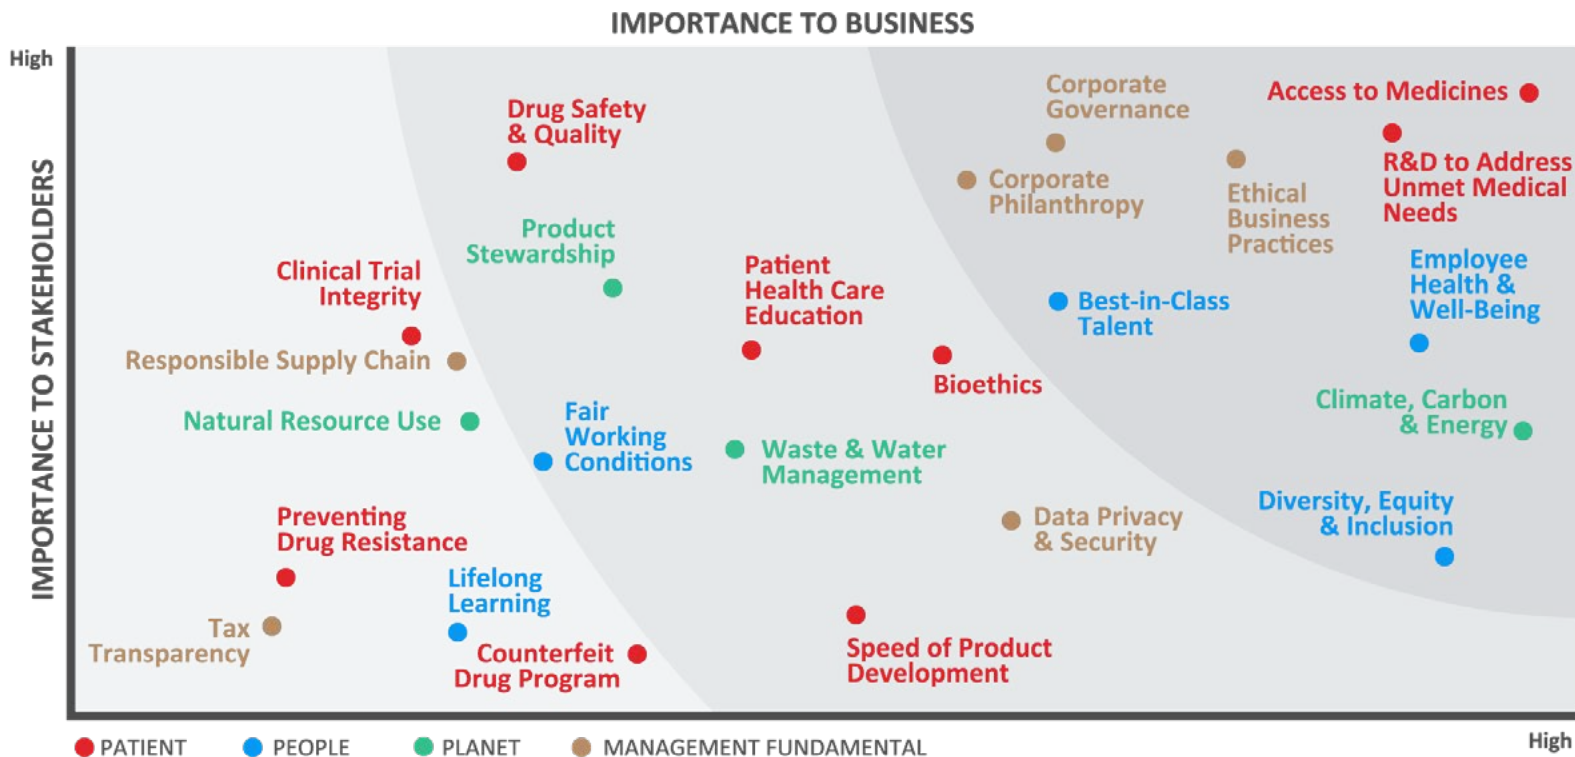 IMPORTANCE TO BUSINESS
High
IMPORTANCE TO STAKEHOLDERS
Drug Safety
& Quality
Corporate
Governance
Access to Medicines
R&D to Address
Unmet Medical
Needs
Corporate
Philanthropy
Ethical
Business
Practices
Product
Stewardship
Clinical Trial
Integrity
Patient
Health Care
Education
Best-in-Class
Talent
Employee
Health &
Well-Being
Responsible Supply Chain
Bioethics
Natural Resource Use
Fair
Working
Conditions
Waste & Water
Management
Climate, Carbon
& Energy
Diversity, Equity
& Inclusion
Data Privacy
& Security
Preventing
Drug Resistance
Lifelong
Learning
Tax
Transparency
Counterfeit
Drug Program
Speed of Product
Development
High
PATIENT
PEOPLE
PLANET
MANAGEMENT FUNDAMENTAL